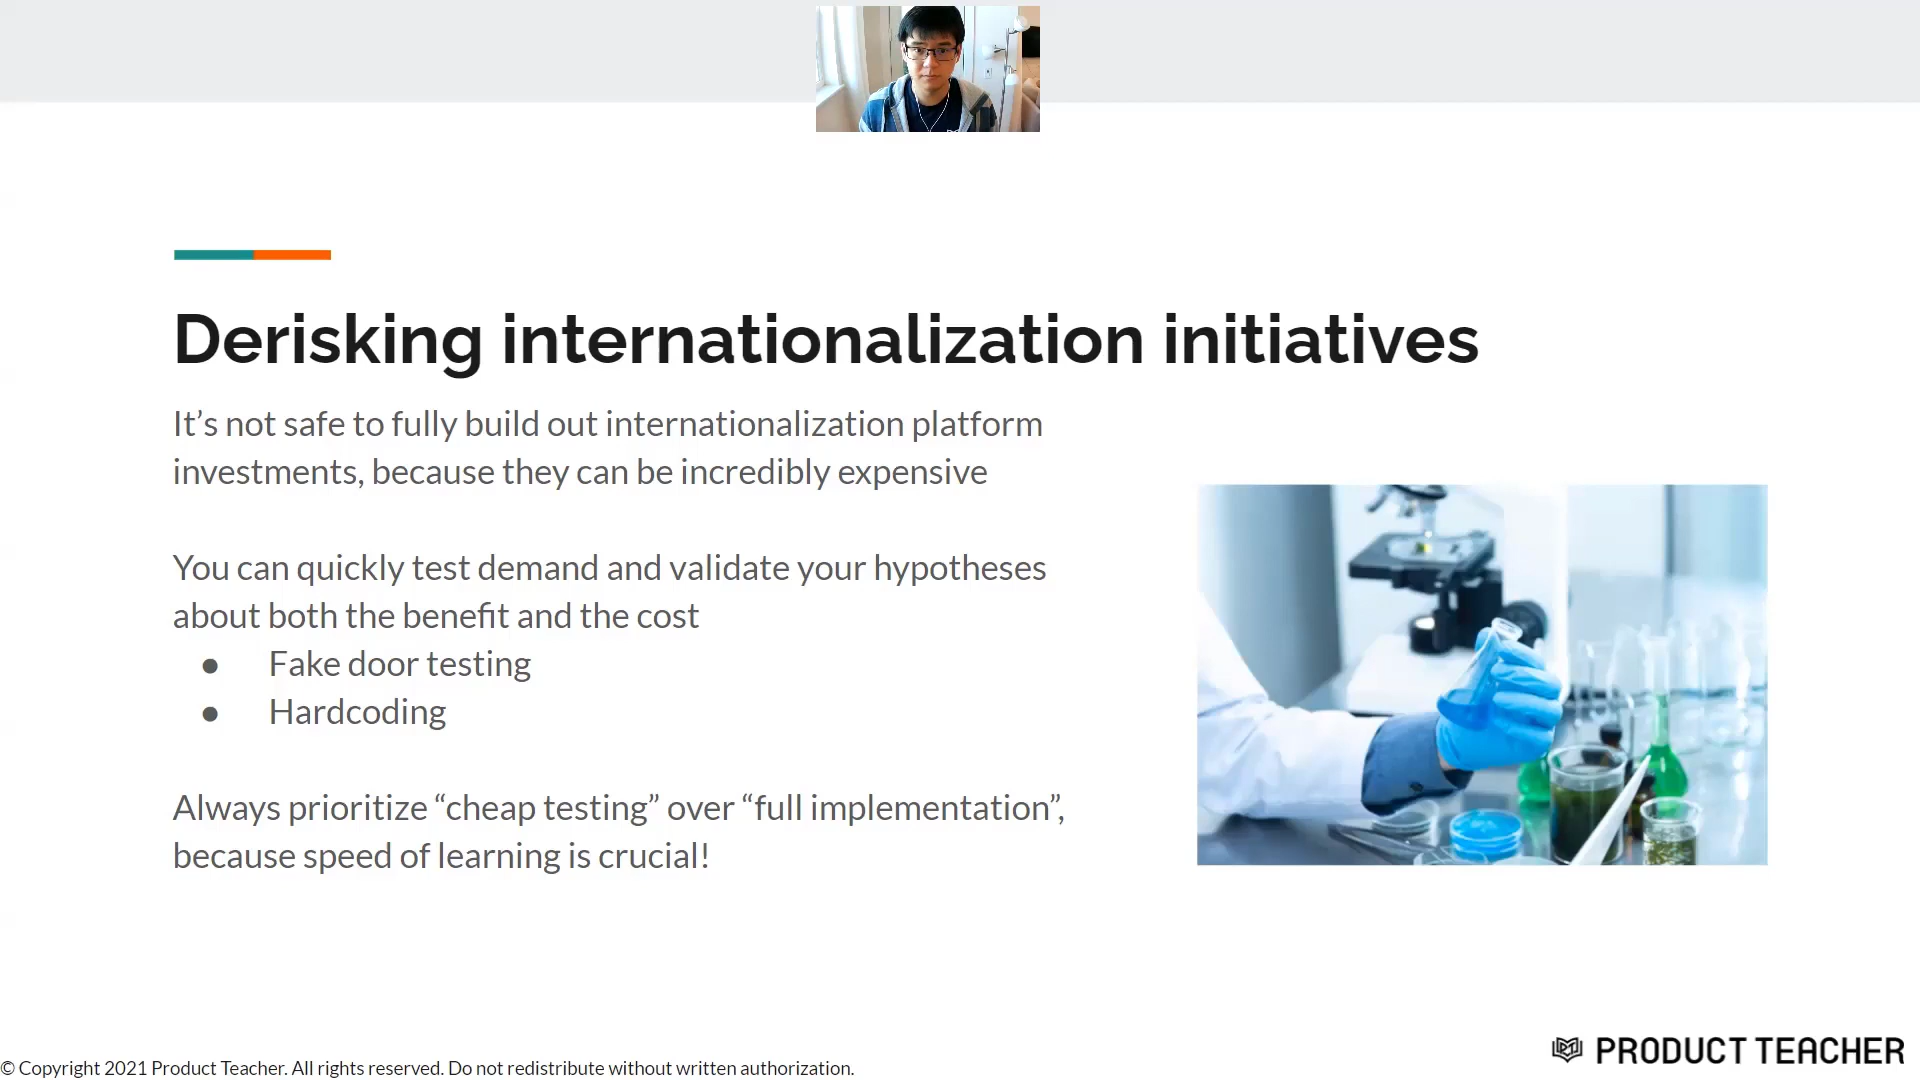 Derisking internationalization initiatives
It’s not safe to fully build out internationalization platform
investments, because they can be incredibly expensive
You can quickly test demand and validate your hypotheses
about both the benefit and the cost
● Fake door testing
● Hardcoding
Always prioritize “cheap testing” over “full implementation”,
because speed of learning is crucial!
PRODUCT TEACHER
© Copyright 2021 Product Teacher. All rights reserved. Do not redistribute without written authorization.